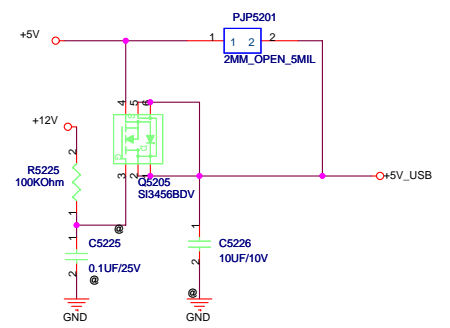 PJP5201
+5V
1
1 2
2
2MM_OPEN_5MIL
4
5
6
+12V
2
R5225
100KOhm
1
3
2
1
Q5205
SI3456BDV
+5V_USB
@
1
C5225
2
0.1UF/25V
@
1
C5226
2
10UF/10V
@
GND
GND